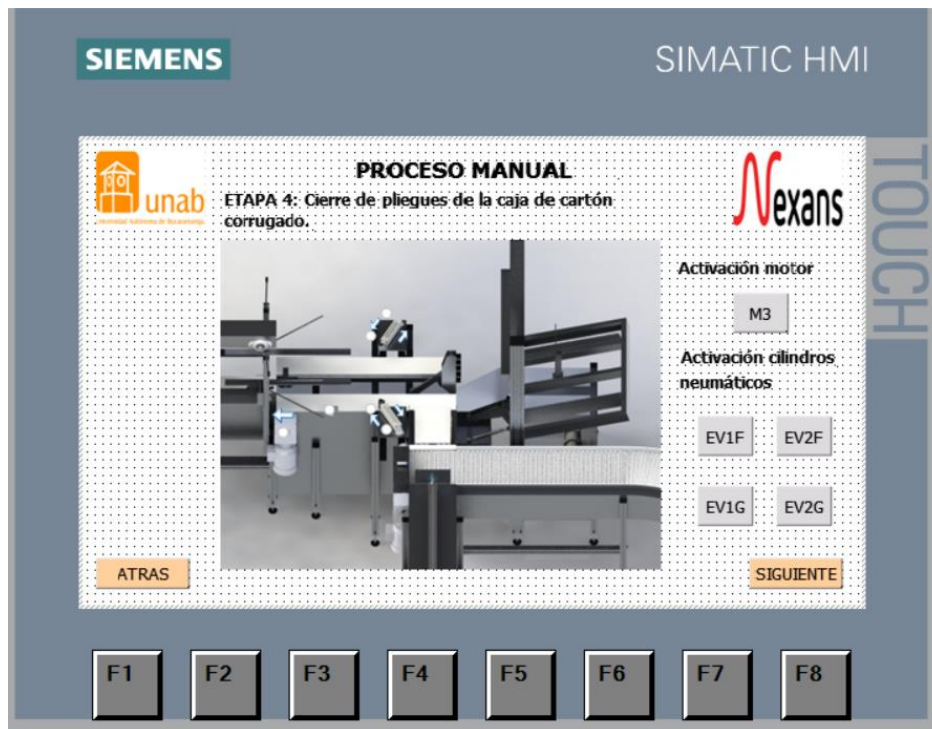 SIEMENS
SIMATIC HMI
TOUCH
PROCESO MANUAL
unab
Nexans
ETAPA 4: Cierre de pliegues de la caja de cartón
corrugado.
Activación motor
M3
Activación cilindros
neumáticos
EV1F
EV2F
EV1G
EV2G
ATRAS
SIGUIENTE
F1
F2
F3
F4
F5
F6
F7
F8